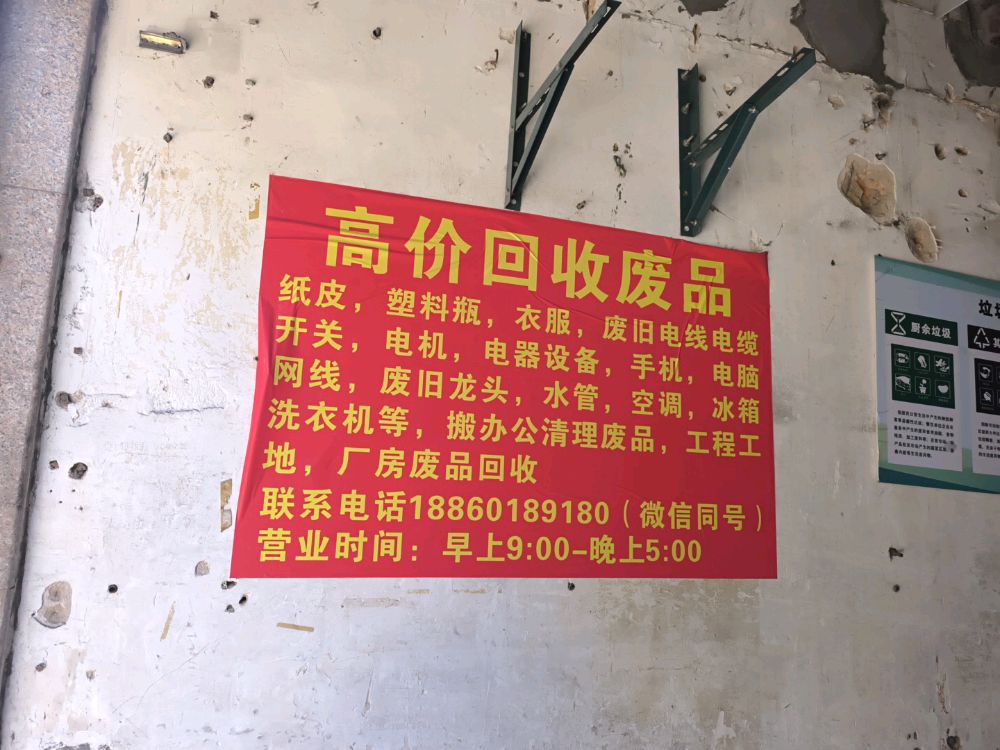 高价回收废品
纸皮，塑料瓶，衣服，废旧电线电缆
开关，电机，电器设备，手机，电脑
网线，废旧龙头，水管，空调，冰箱
洗衣机等，搬办公清理废品，工程工
地，厂房废品回收
联系电话18860189180（微信同号）
营业时间：早上9:00-晚上5:00
厨余垃圾